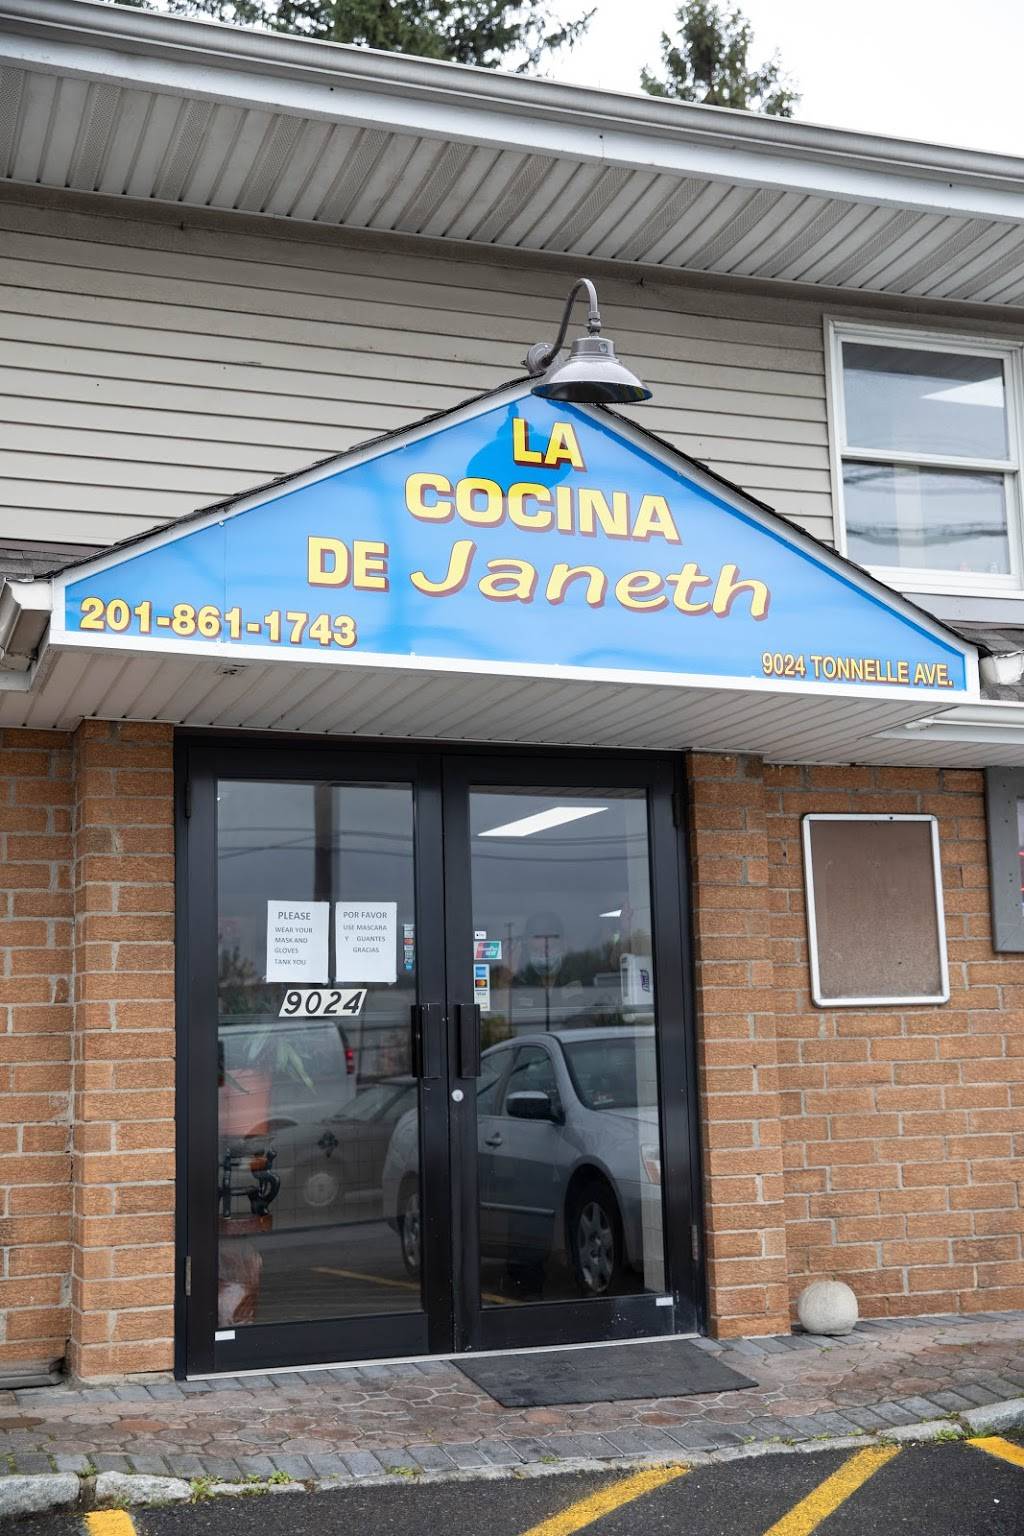 LA
COCINA
DE Janeth
201-861-1743
9024 TONNELLE AVE.
PLEASE
WEAR YOUR
MASK AND
GLOVES
TANK YOU
POR FAVOR
USE MASCARA
Y GUANTES
GRACIAS
9024